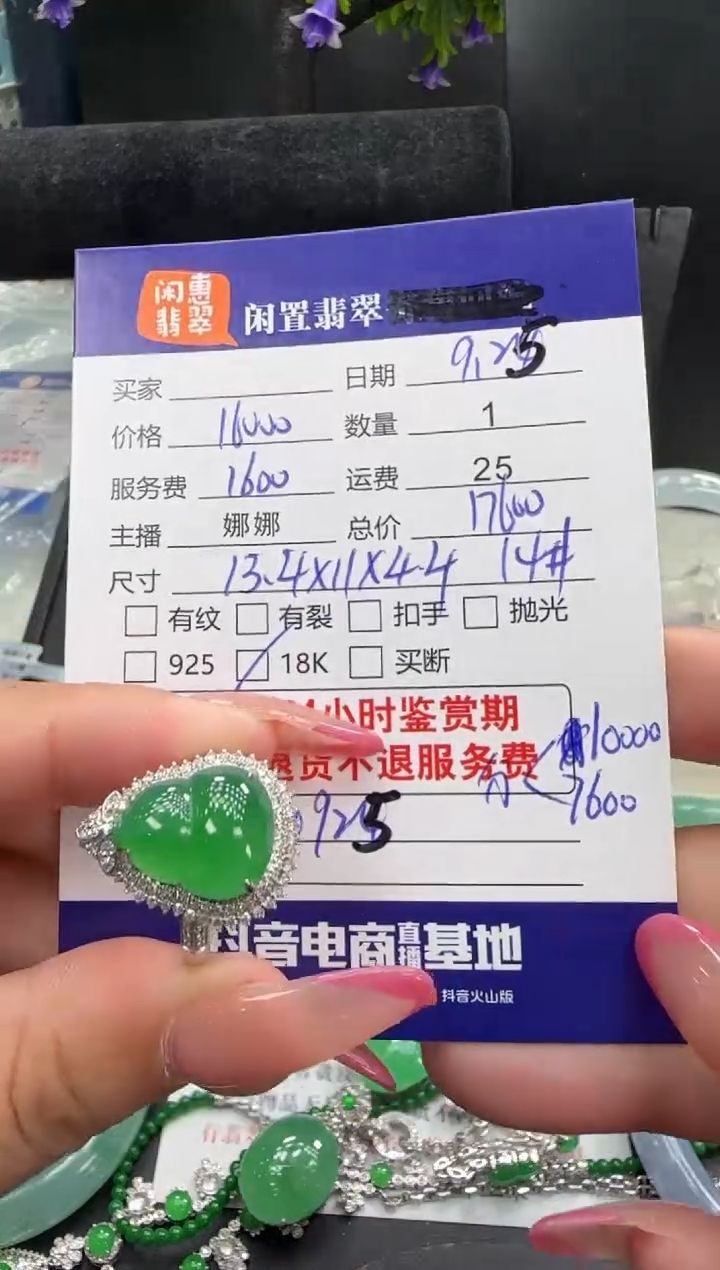 闲惠
翡翠
闲置翡翠
买家 日期 9.25
价格 16000 数量 1
服务费 1600 运费 25
主播 娜娜 总价 17600
尺寸 13.4X11X4.4 14#
有纹 有裂 扣手 抛光
925 18K 买断
小时鉴赏期
退货不退服务费
10000
7600
925
抖音电商直播基地
抖音火山版